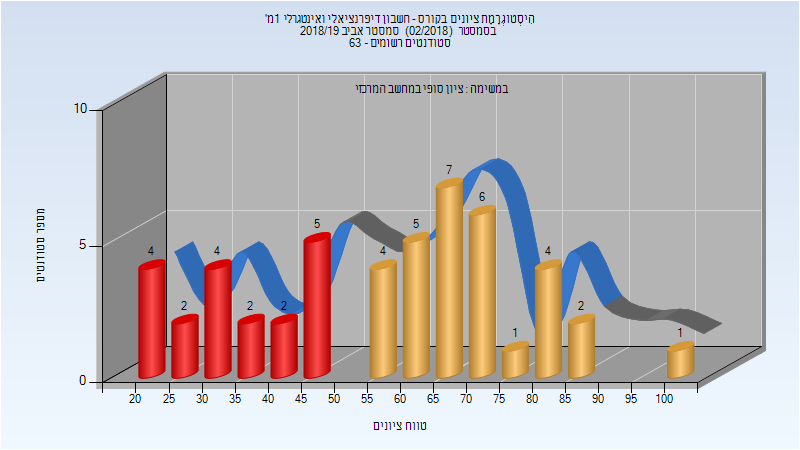 היסטוגרמת ציונים בקורס - חשבון דיפרנציאלי ואינטגרלי 1מ'
בסמסטר (02/2018) סמסטר אביב 2018/19
סטודנטים רשומים - 63
במשימה : ציון סופי במחשב המרכזי
מספר סטודנטים
10
5
0
4 2 4 2 2 5 4 5 7 6 1 4 2 1
20 25 30 35 40 45 50 55 60 65 70 75 80 85 90 95 100
טווח ציונים